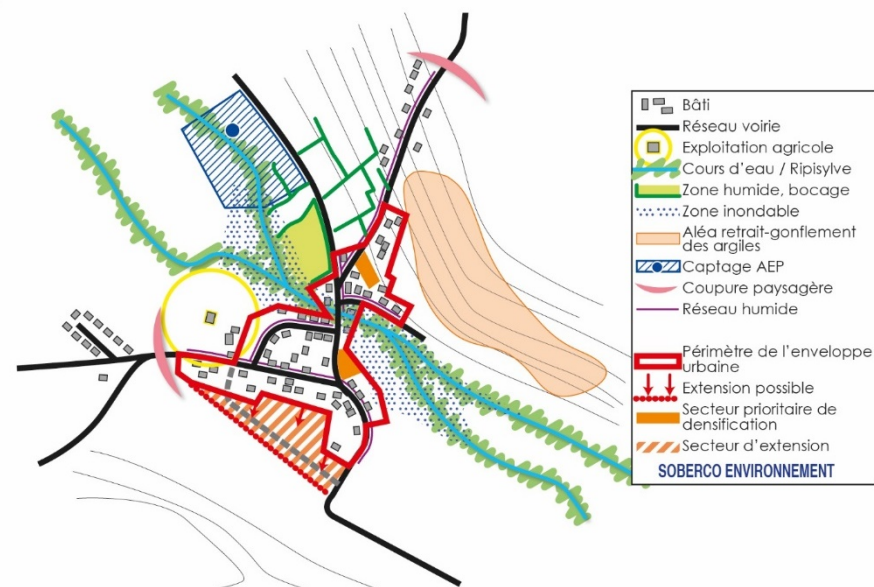 Bâti
Réseau voirie
Exploitation agricole
Cours d'eau / Ripisylve
Zone humide, bocage
Zone inondable
Aléa retrait-gonflement
des argiles
Captage AEP
Coupure paysagère
Réseau humide
Périmètre de l'enveloppe
urbaine
Extension possible
Secteur prioritaire de
densification
Secteur d'extension
SOBERCO ENVIRONNEMENT